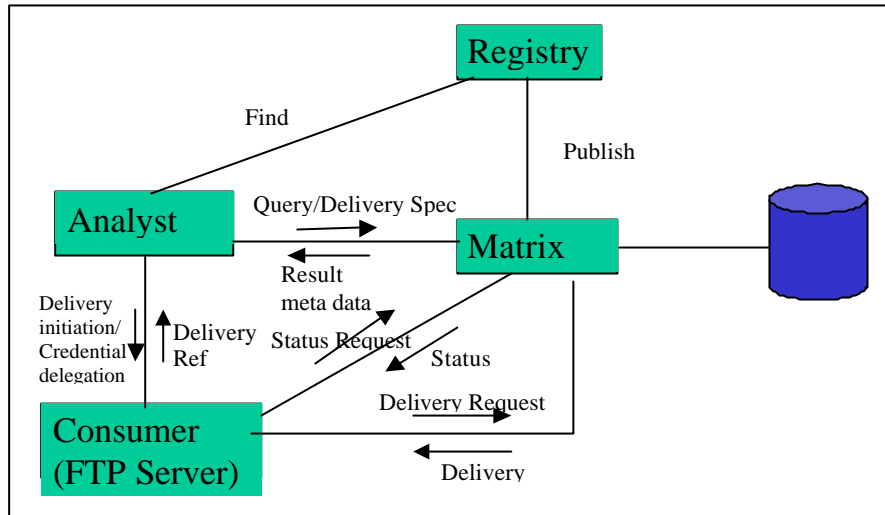 Registry
Find
Publish
Analyst
Query/Delivery Spec
Matrix
Result
meta data
Delivery
initiation/
Credential
delegation
Delivery
Ref
Status Request
Status
Delivery Request
Consumer
(FTP Server)
Delivery